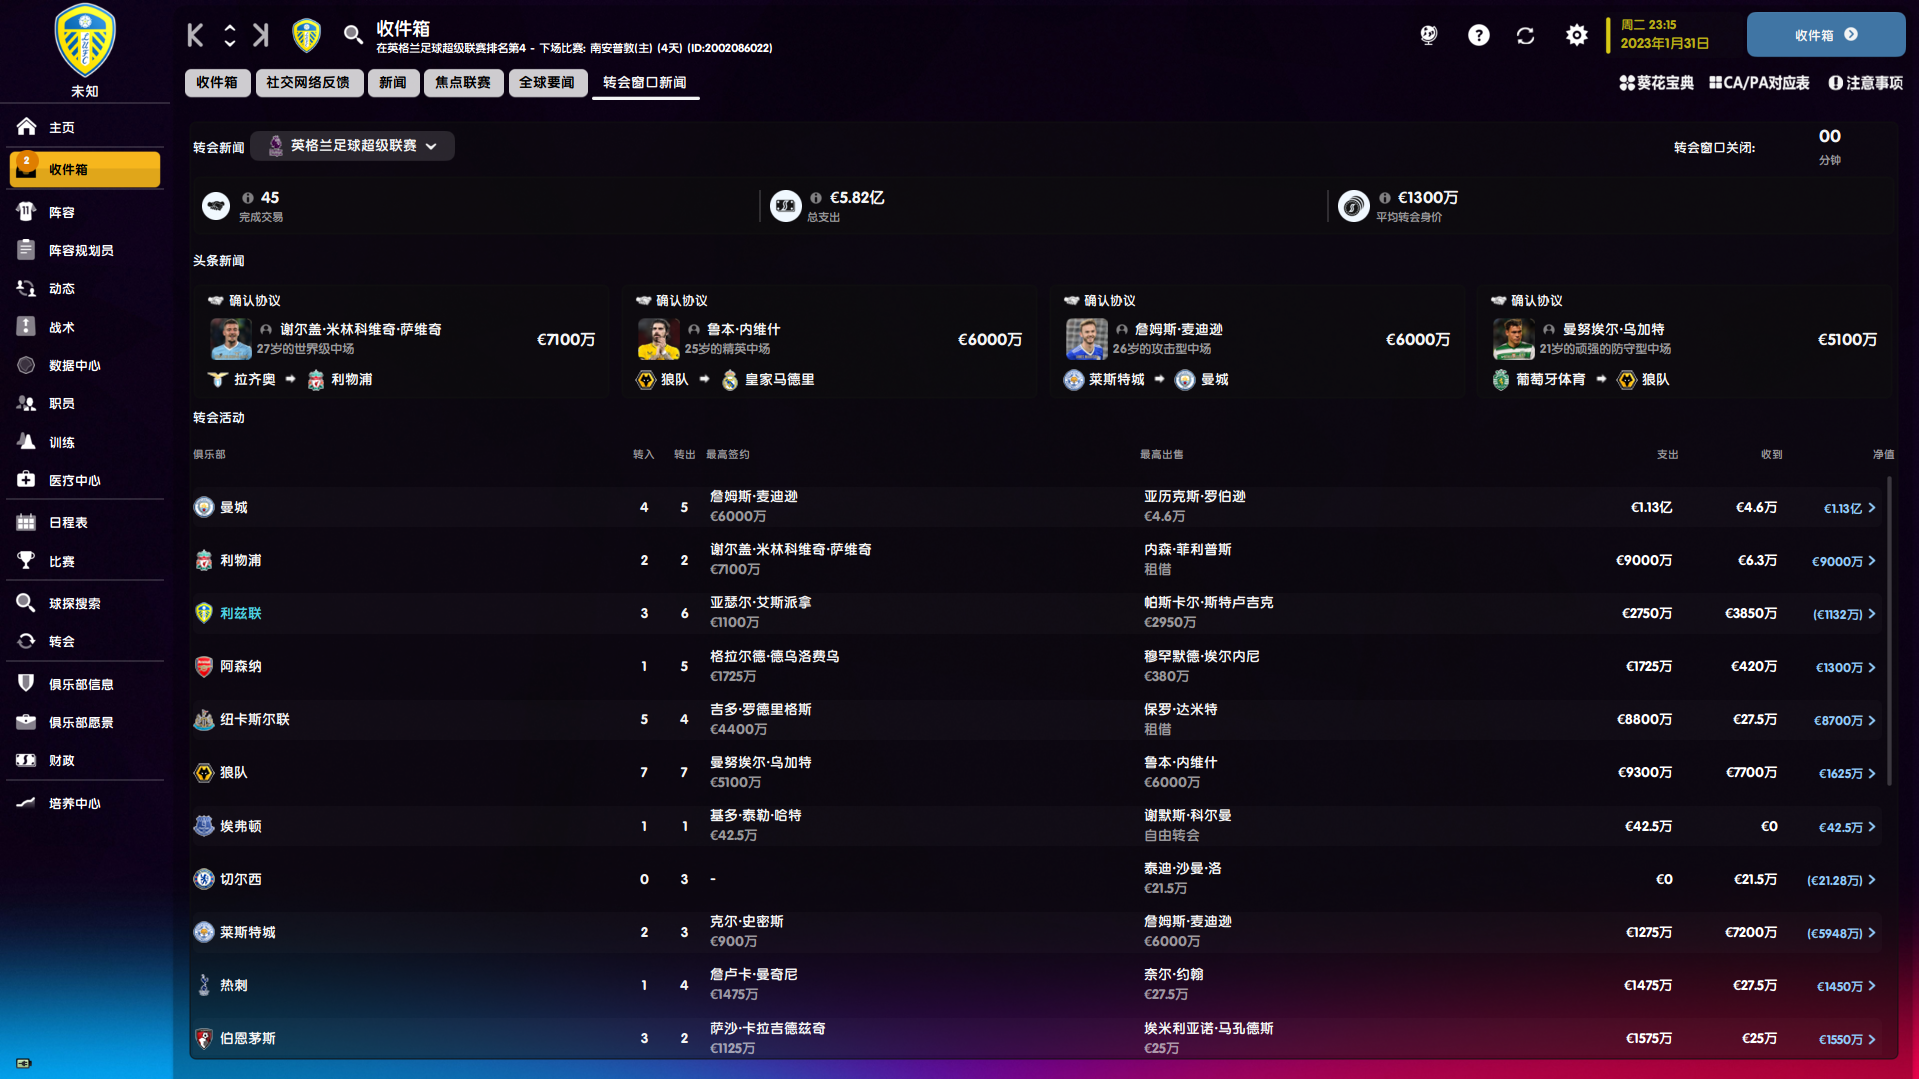 收件箱
在英格兰足球超级联赛排名第4 - 下场比赛: 南安普敦(主) (4天) (ID:2002086022)
周二 23:15
2023年1月31日
收件箱
未知
收件箱 社交网络反馈 新闻 焦点联赛 全球要闻 转会窗口新闻
葵花宝典 CA/PA对应表 注意事项
主页
2
收件箱
阵容
阵容规划员
动态
战术
数据中心
职员
训练
医疗中心
日程表
比赛
球探搜索
转会
俱乐部信息
俱乐部愿景
财政
培养中心
转会新闻 英格兰足球超级联赛
转会窗口关闭: 00
分钟
45
完成交易
€5.82亿
总支出
€1300万
平均转会身价
头条新闻
确认协议
谢尔盖·米林科维奇·萨维奇
27岁的世界级中场
€7100万
拉齐奥 利物浦
确认协议
鲁本·内维什
25岁的精英中场
€6000万
狼队 皇家马德里
确认协议
詹姆斯·麦迪逊
26岁的攻击型中场
€6000万
莱斯特城 曼城
确认协议
曼努埃尔·乌加特
21岁的顽强的防守型中场
€5100万
葡萄牙体育 狼队
转会活动
俱乐部 转入 转出 最高签约 最高出售 支出 收到 净值
曼城 4 5 詹姆斯·麦迪逊 €6000万 亚历克斯·罗伯逊 €4.6万 €1.13亿 €4.6万 €1.13亿
利物浦 2 2 谢尔盖·米林科维奇·萨维奇 €7100万 内森·菲利普斯 租借 €9000万 €6.3万 €9000万
利兹联 3 6 亚瑟尔·艾斯派拿 €1100万 帕斯卡尔·斯特卢吉克 €2950万 €2750万 €3850万 (€1132万)
阿森纳 1 5 格拉尔德·德乌洛费乌 €1725万 穆罕默德·埃尔内尼 €380万 €1725万 €420万 €1300万
纽卡斯尔联 5 4 吉多·罗德里格斯 €4400万 保罗·达米特 租借 €8800万 €27.5万 €8700万
狼队 7 7 曼努埃尔·乌加特 €5100万 鲁本·内维什 €6000万 €9300万 €7700万 €1625万
埃弗顿 1 1 基多·泰勒·哈特 €42.5万 谢默斯·科尔曼 自由转会 €42.5万 €0 €42.5万
切尔西 0 3 - 泰迪·沙曼·洛 €21.5万 €0 €21.5万 (€21.28万)
莱斯特城 2 3 克尔·史密斯 €900万 詹姆斯·麦迪逊 €6000万 €1275万 €7200万 (€5948万)
热刺 1 4 詹卢卡·曼奇尼 €1475万 奈尔·约翰 €27.5万 €1475万 €27.5万 €1450万
伯恩茅斯 3 2 萨沙·卡拉吉德兹奇 €1125万 埃米利亚诺·马孔德斯 €25万 €1575万 €25万 €1550万